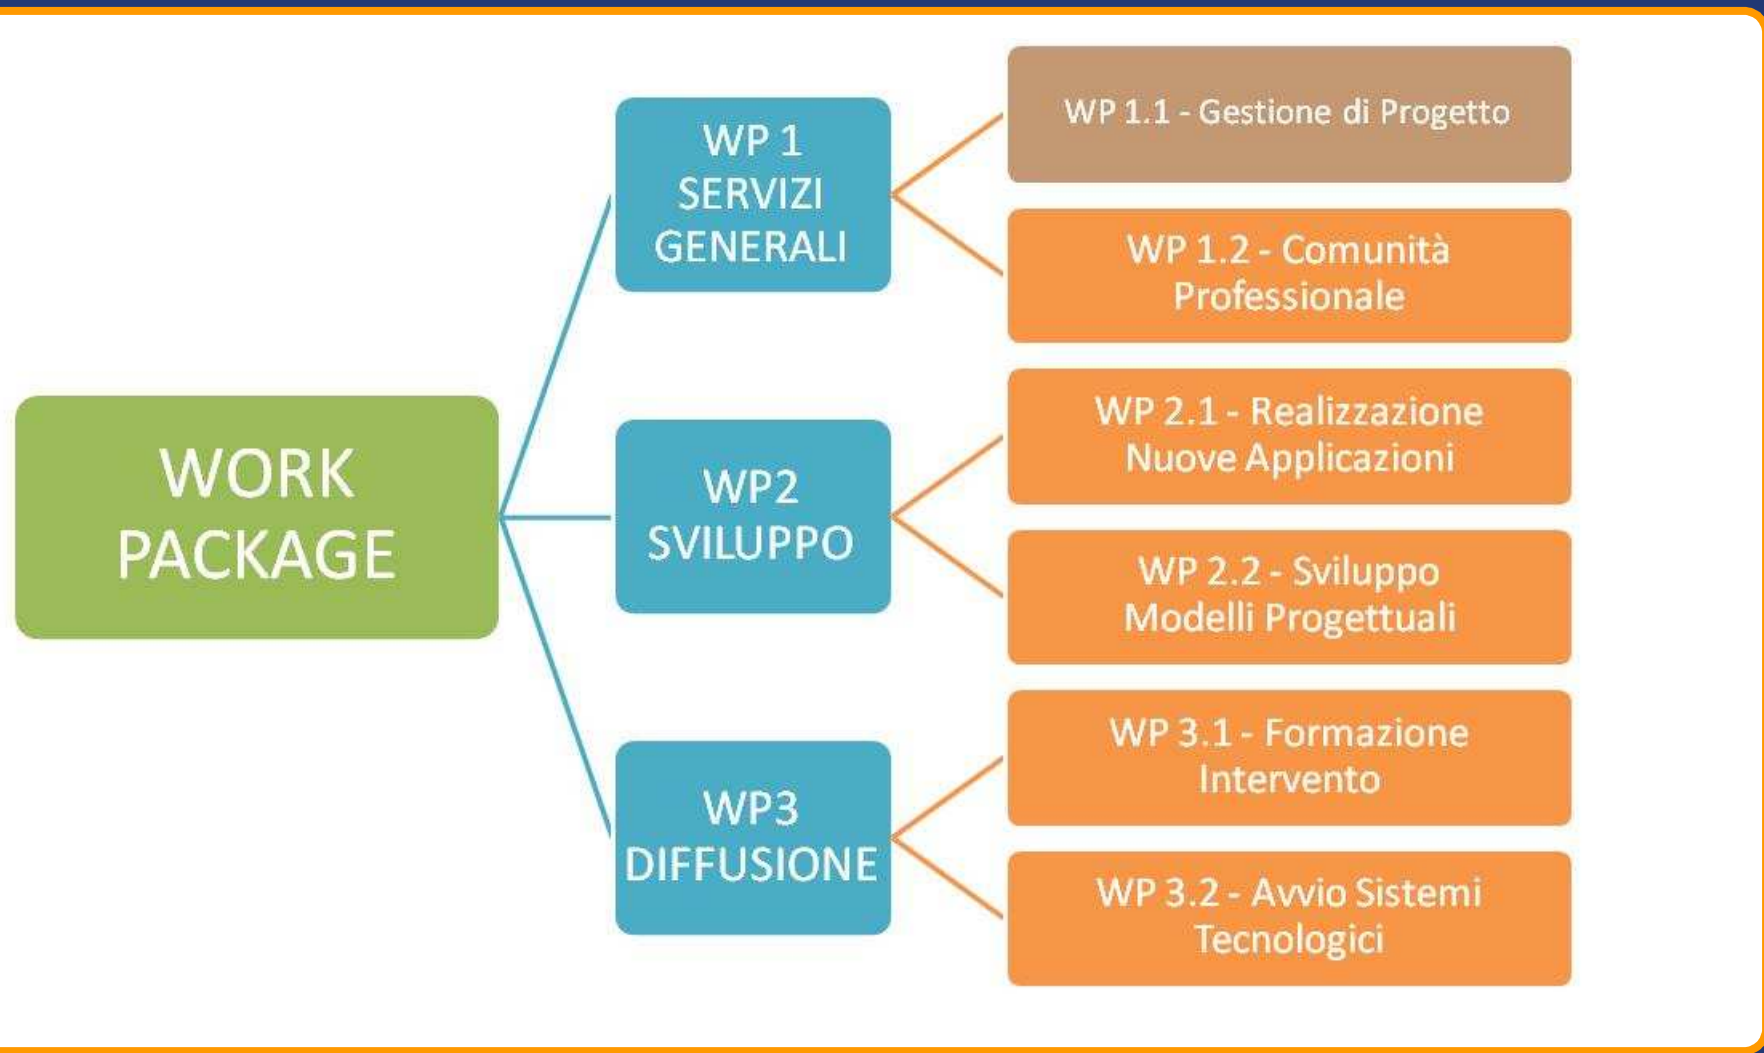 WORK
PACKAGE
WP 1
SERVIZI
GENERALI
WP 1.1 - Gestione di Progetto
WP 1.2 - Comunità
Professionale
WP2
SVILUPPO
WP 2.1 - Realizzazione
Nuove Applicazioni
WP 2.2 - Sviluppo
Modelli Progettuali
WP3
DIFFUSIONE
WP 3.1 - Formazione
Intervento
WP 3.2 - Avvio Sistemi
Tecnologici